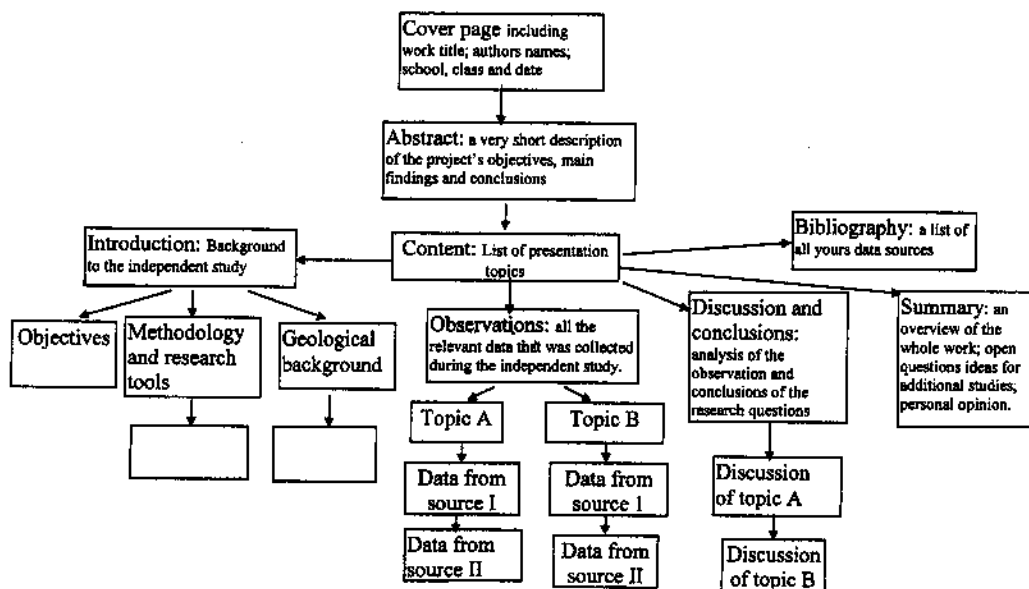 Cover page including
work title; authors names;
school, class and date
Abstract: a very short description
of the project's objectives, main
findings and conclusions
Content: List of presentation
topics
Introduction: Background
to the independent study
Bibliography: a list of
all yours data sources
Objectives
Methodology
and research
tools
Geological
background
Observations: all the
relevant data that was collected
during the independent study.
Discussion and
conclusions:
analysis of the
observation and
conclusions of the
research questions
Summary: an
overview of the
whole work; open
questions ideas for
additional studies;
personal opinion.
Topic A
Topic B
Data from
source I
Data from
source 1
Discussion
of topic A
Data from
source II
Data from
source II
Discussion
of topic B